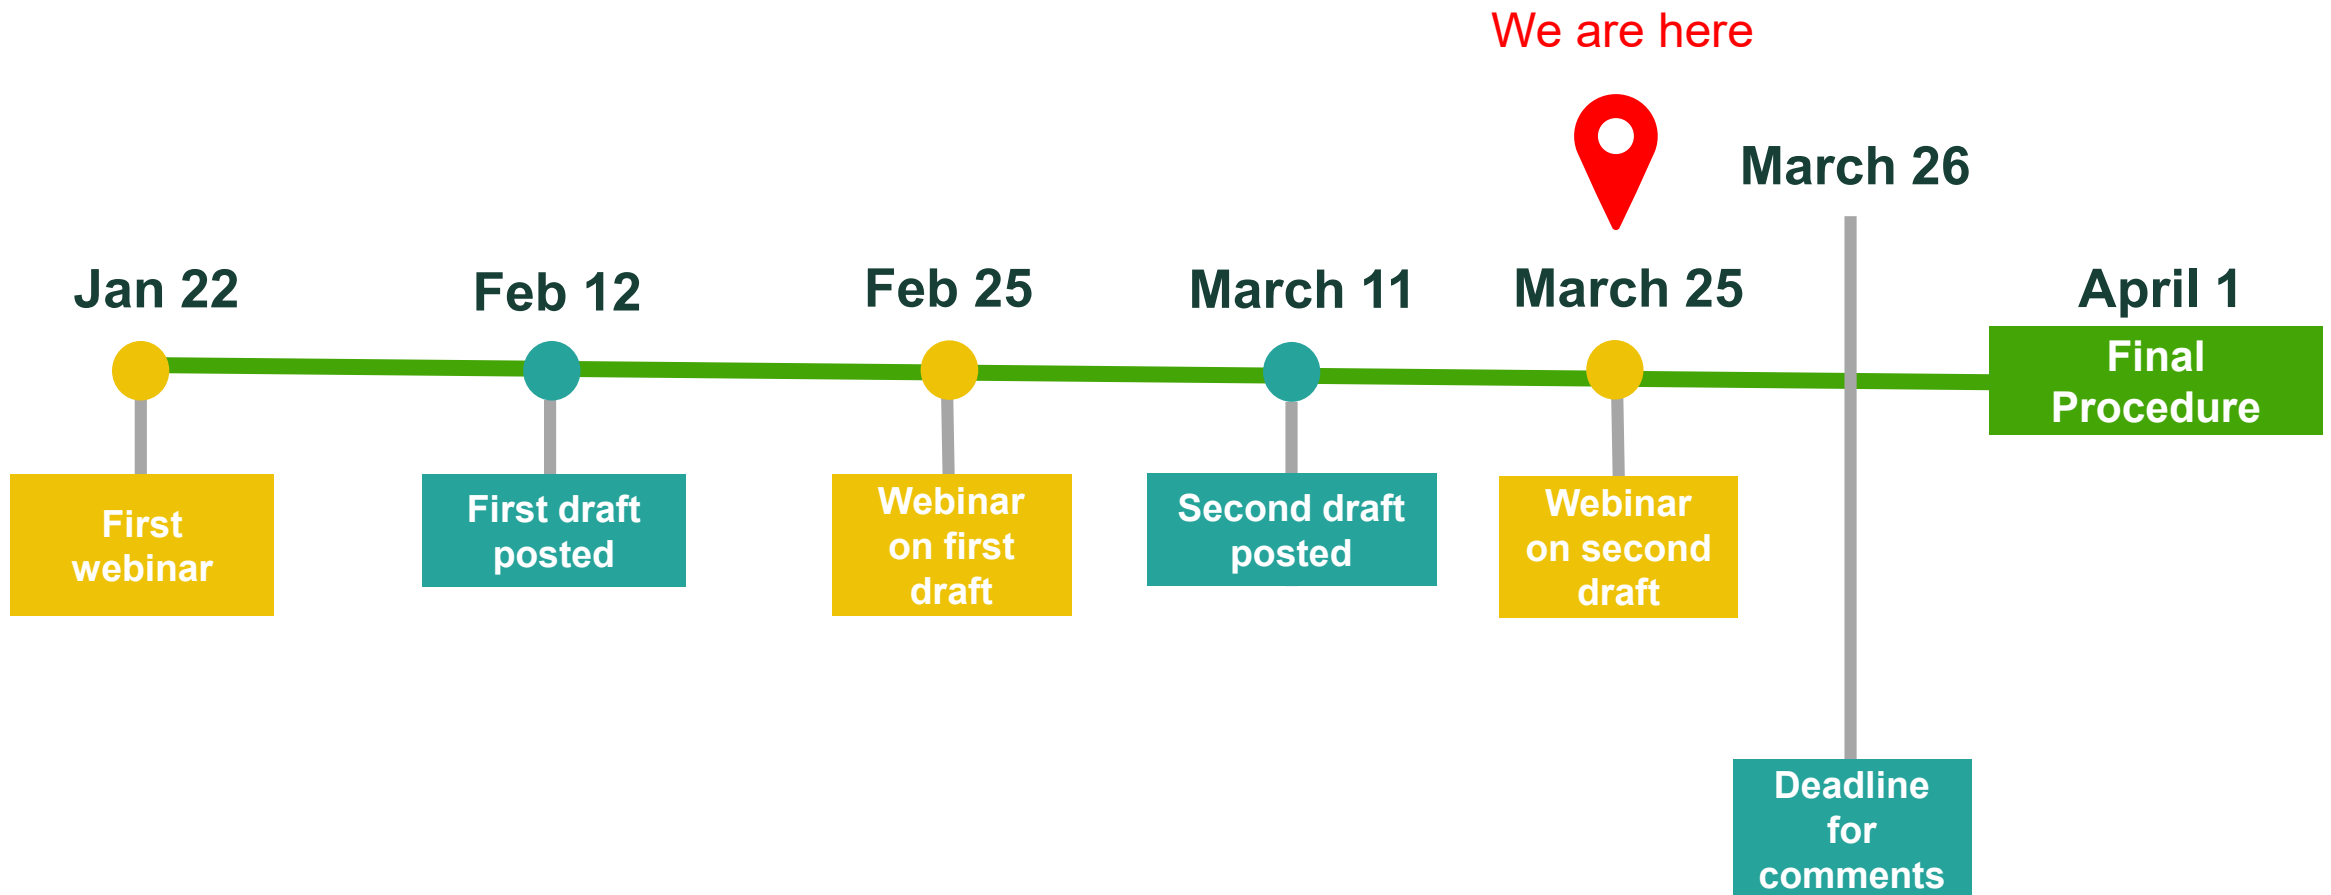 We are here
March 26
Jan 22
Feb 12
Feb 25
March 11
March 25
April 1
Final
Procedure
First
webinar
First draft
posted
Webinar
on first
draft
Second draft
posted
Webinar
on second
draft
Deadline
for
comments